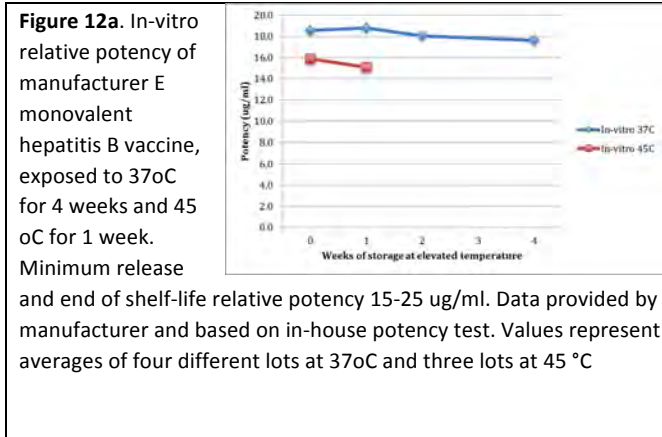 Figure 12a. In-vitro
relative potency of
manufacturer E
monovalent
hepatitis B vaccine,
exposed to 37oC
for 4 weeks and 45
oC for 1 week.
Minimum release
and end of shelf-life relative potency 15-25 ug/ml. Data provided by
manufacturer and based on in-house potency test. Values represent
averages of four different lots at 37oC and three lots at 45 °C
20.0
18.0
16.0
14.0
12.0
10.0
8.0
6.0
4.0
2.0
0.0
Potency (ug/ml)
0 1 2 3 4
Weeks of storage at elevated temperature
In-vitro 37C
In-vitro 45C